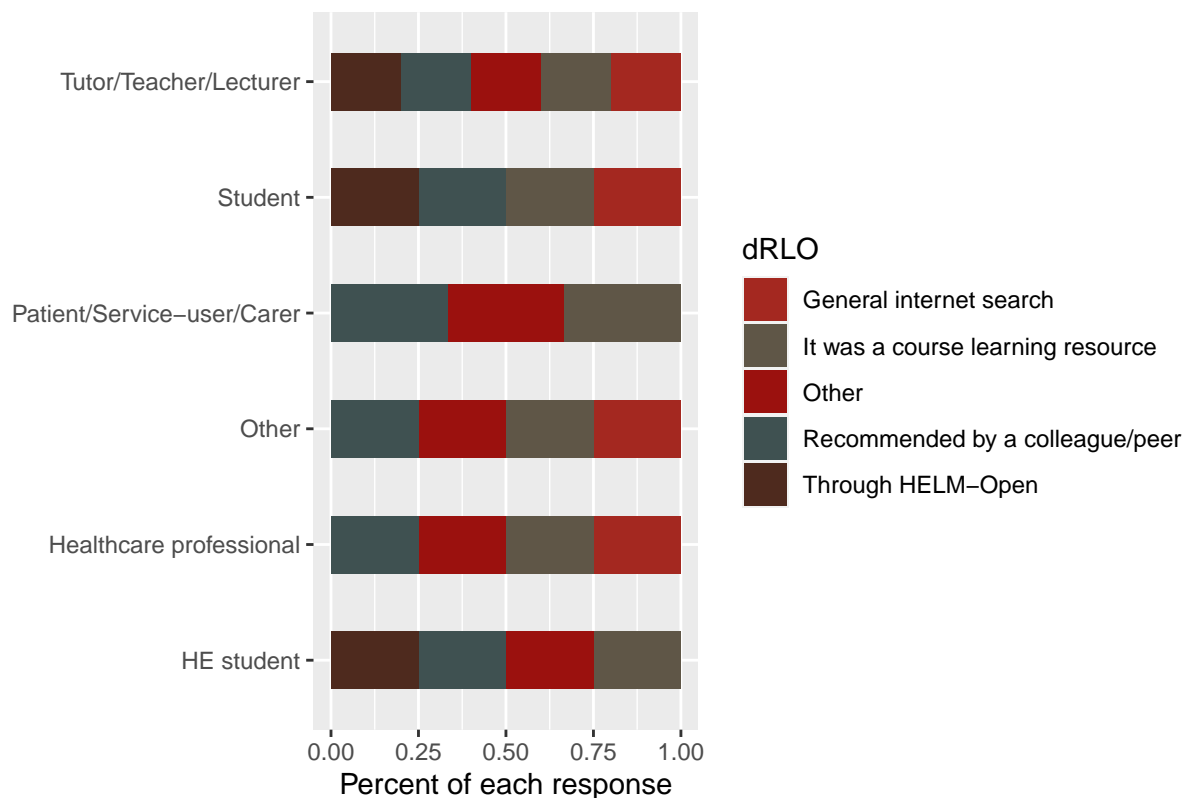 Tutor/Teacher/Lecturer
Student
Patient/Service−user/Carer
Other
Healthcare professional
HE student
0.00 0.25 0.50 0.75 1.00
Percent of each response
dRLO
General internet search
It was a course learning resource
Other
Recommended by a colleague/peer
Through HELM−Open